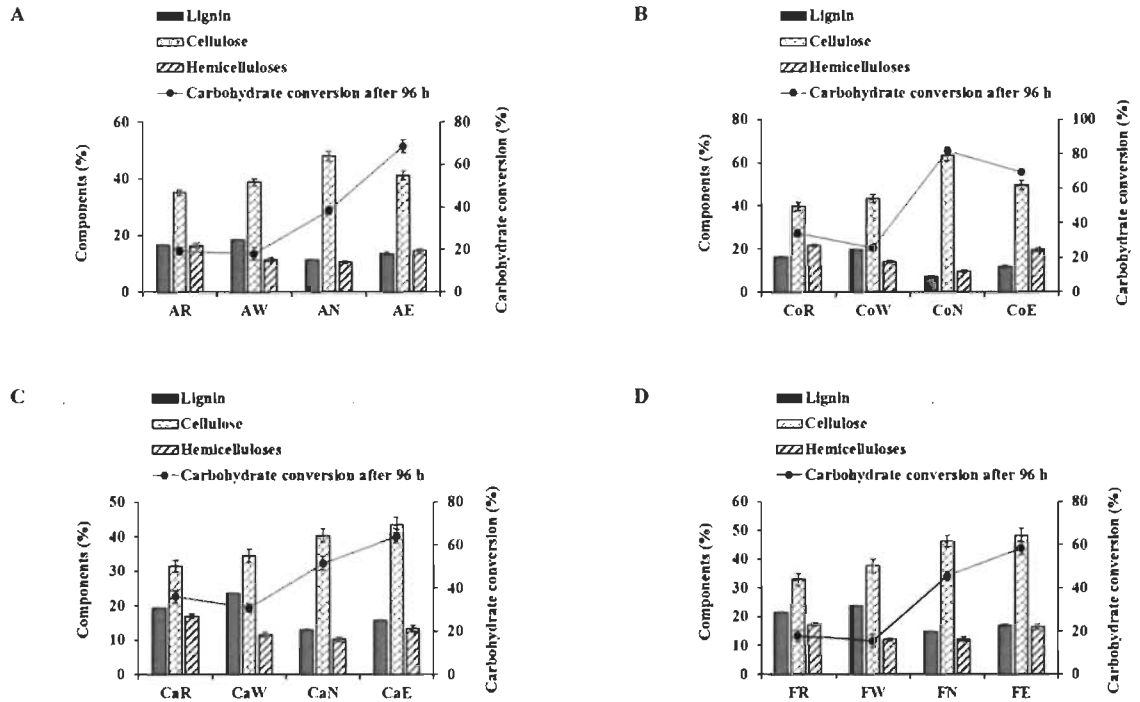 A
Lignin
Cellulose
Hemicelluloses
Carbohydrate conversion after 96 h
Components (%)
60
40
20
0
80
60
40
20
0
Carbohydrate conversion (%)
AR AW AN AE
B
Lignin
Cellulose
Hemicelluloses
Carbohydrate conversion after 96 h
Components (%)
80
60
40
20
0
100
80
60
40
20
0
Carbohydrate conversion (%)
CoR CoW CoN CoE
C
Lignin
Cellulose
Hemicelluloses
Carbohydrate conversion after 96 h
Components (%)
50
40
30
20
10
0
80
60
40
20
0
Carbohydrate conversion (%)
CaR CaW CaN CaE
D
Lignin
Cellulose
Hemicelluloses
Carbohydrate conversion after 96 h
Components (%)
60
50
40
30
20
10
0
80
60
40
20
0
Carbohydrate conversion (%)
FR FW FN FE